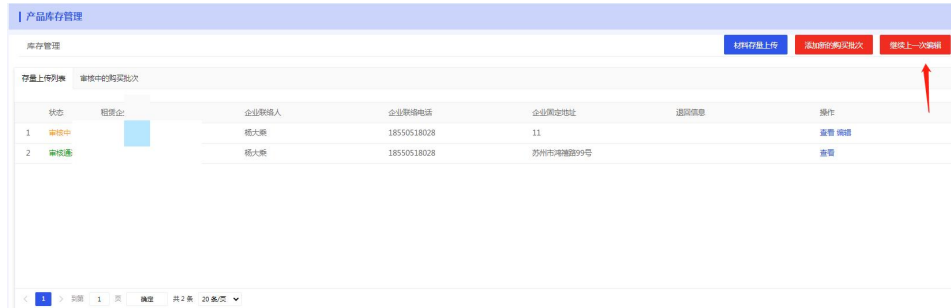 产品库存管理
库存管理 材料存量上传 添加新的购买批次 继续上一次编辑
存量上传列表 审核中的购买批次
状态 租赁企 企业联络人 企业联络电话 企业固定地址 退回信息 操作
1 审核中 杨大乘 18550518028 11 查看 编辑
2 审核通 杨大乘 18550518028 苏州市鸿禧路99号 查看
< 1 > 到第 1 页 确定 共 2 条 20 条/页